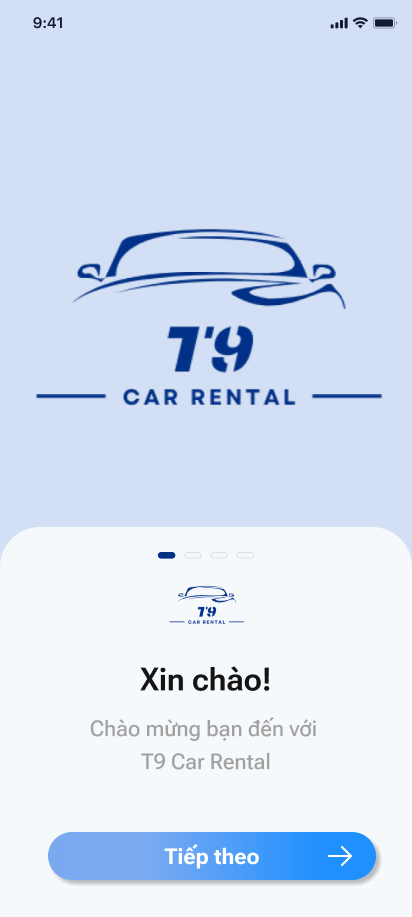 9:41
T9
CAR RENTAL
T9
CAR RENTAL
Xin chào!
Chào mừng bạn đến với
T9 Car Rental
Tiếp theo